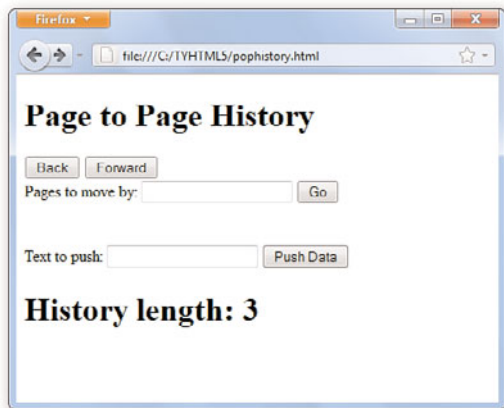 Firefox
file:///C:/TYHTML5/pophistory.html
Page to Page History
Back Forward
Pages to move by: Go
Text to push: Push Data
History length: 3